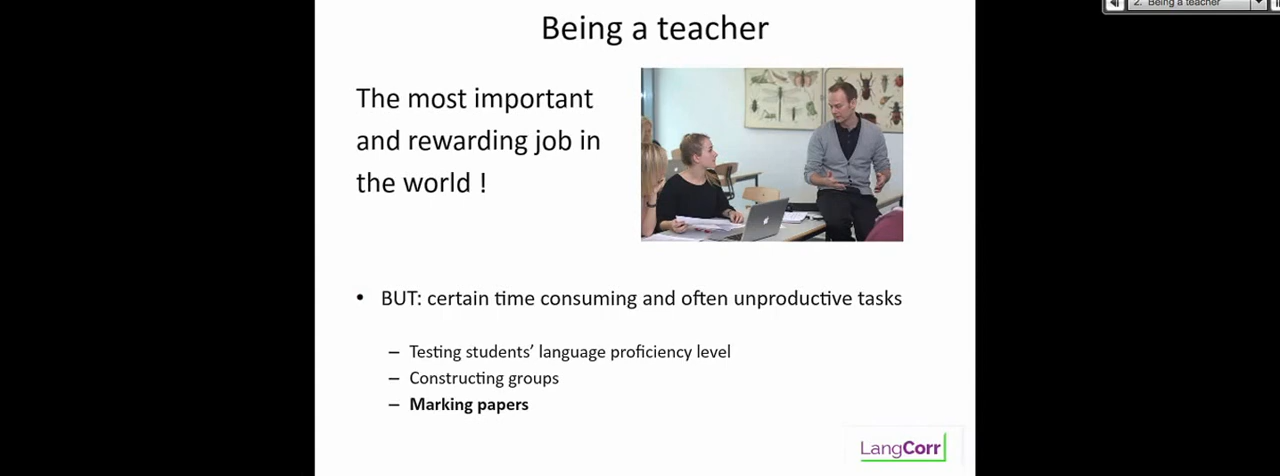 2. Being a teacher
Being a teacher
The most important
and rewarding job in
the world !
• BUT: certain time consuming and often unproductive tasks
– Testing students’ language proficiency level
– Constructing groups
– Marking papers
LangCorr